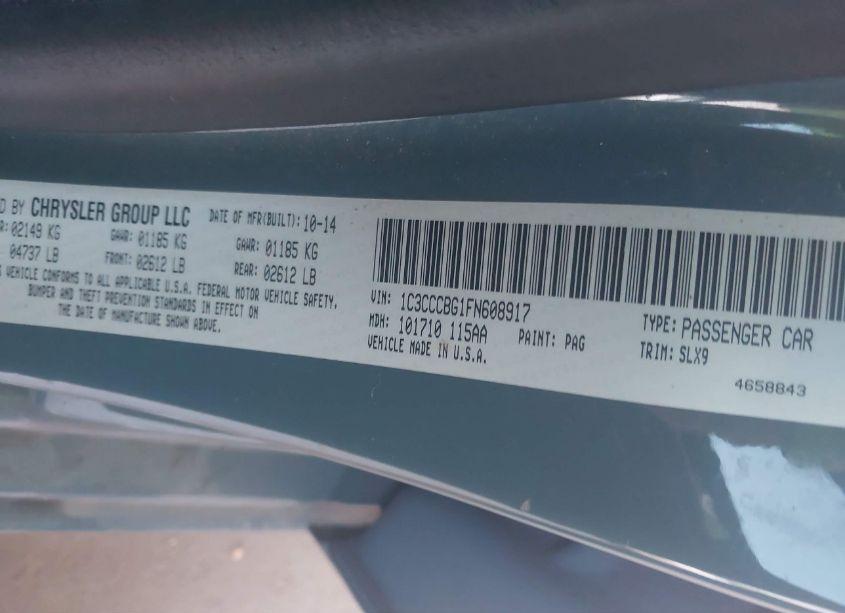 D BY CHRYSLER GROUP LLC DATE OF MFR(BUILT): 10-14
R: 02149 KG GAWR: 01185 KG GAWR: 01185 KG
04737 LB FRONT: 02612 LB REAR: 02612 LB
VEHICLE CONFORMS TO ALL APPLICABLE U.S.A. FEDERAL MOTOR VEHICLE SAFETY,
BUMPER AND THEFT PREVENTION STANDARDS IN EFFECT ON
THE DATE OF MANUFACTURE SHOWN ABOVE.
VIN: 1C3CCCBG1FN608917 TYPE: PASSENGER CAR
MDH: 101710 115AA PAINT: PAG TRIM: SLX9
VEHICLE MADE IN U.S.A.
4658843